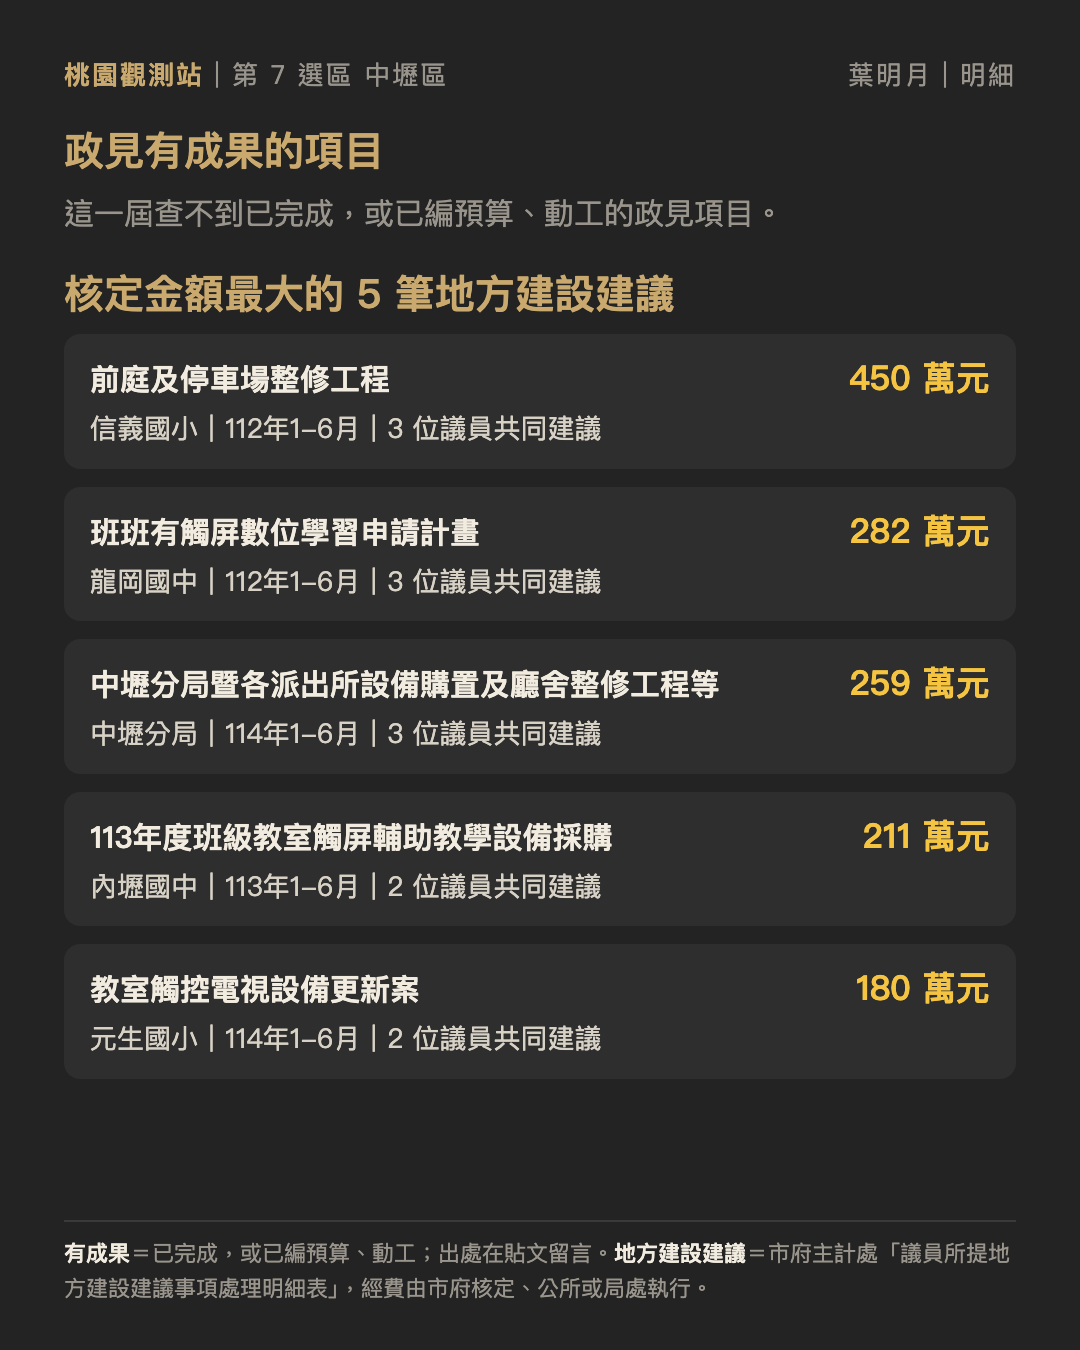 桃園觀測站｜第 7 選區 中壢區
葉明月｜明細
政見有成果的項目
這一屆查不到已完成，或已編預算、動工的政見項目。
核定金額最大的 5 筆地方建設建議
前庭及停車場整修工程
450 萬元
信義國小｜112年1–6月｜3 位議員共同建議
班班有觸屏數位學習申請計畫
282 萬元
龍岡國中｜112年1–6月｜3 位議員共同建議
中壢分局暨各派出所設備購置及廳舍整修工程等
259 萬元
中壢分局｜114年1–6月｜3 位議員共同建議
113年度班級教室觸屏輔助教學設備採購
211 萬元
內壢國中｜113年1–6月｜2 位議員共同建議
教室觸控電視設備更新案
180 萬元
元生國小｜114年1–6月｜2 位議員共同建議
有成果＝已完成，或已編預算、動工；出處在貼文留言。地方建設建議＝市府主計處「議員所提地
方建設建議事項處理明細表」，經費由市府核定、公所或局處執行。